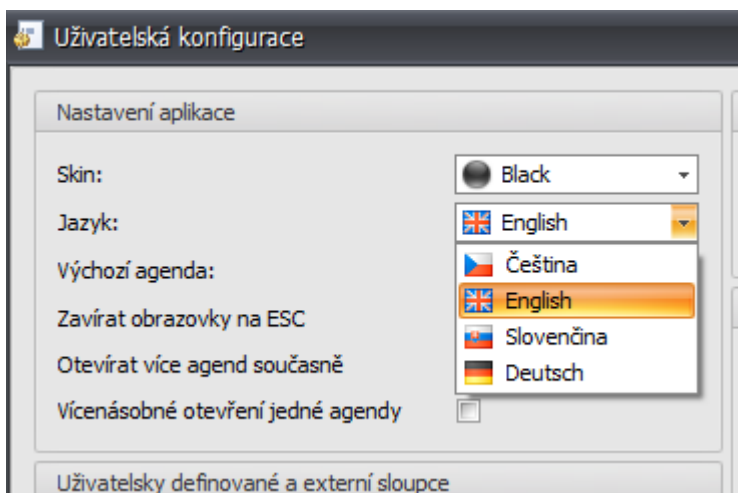 Uživatelská konfigurace
Nastavení aplikace
Skin: Black
Jazyk: English
Výchozí agenda: Čeština
English
Zavírat obrazovky na ESC
Slovenčina
Otevírat více agend současně
Deutsch
Vícenásobné otevření jedné agendy
Uživatelsky definované a externí sloupce